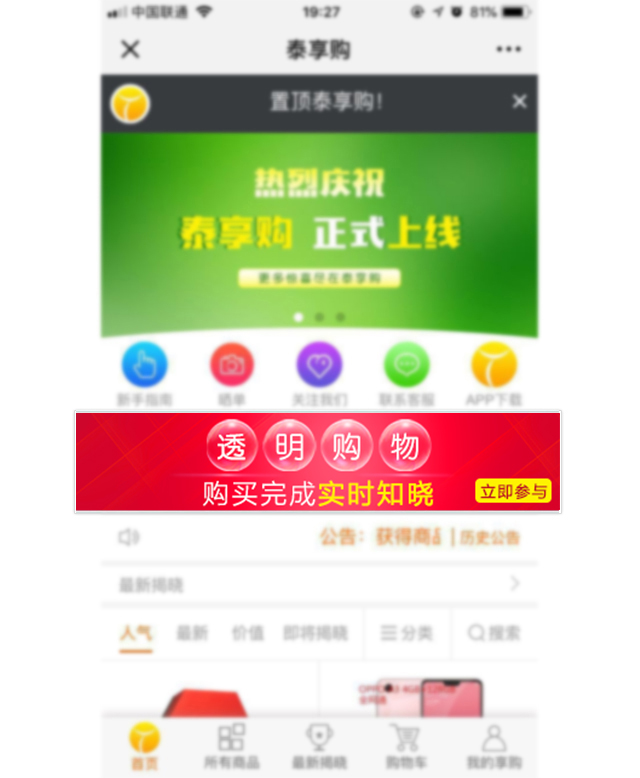 中国联通 19:27 81%
泰享购
置顶泰享购！
热烈庆祝
泰享购 正式上线
更多惊喜尽在泰享购
新手指南 晒单 关注我们 联系客服 APP下载
透明购物
购买完成实时知晓
立即参与
公告： 获得商品 | 历史公告
最新揭晓
人气 最新 价值 即将揭晓 分类 搜索
首页 所有商品 最新揭晓 购物车 我的享购